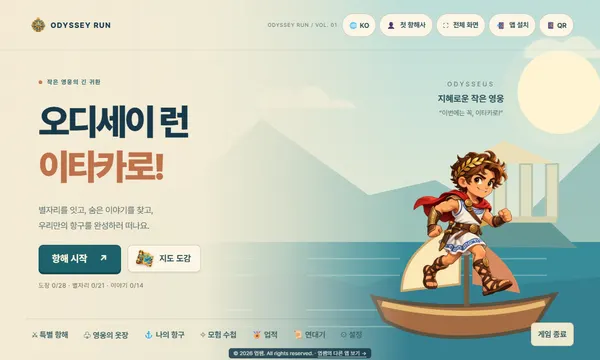 ODYSSEY RUN
ODYSSEY RUN / VOL. 01
KO
첫 항해사
전체 화면
앱 설치
QR
작은 영웅의 긴 귀환
오디세이 런
이타카로!
별자리를 잇고, 숨은 이야기를 찾고,
우리만의 항구를 완성하러 떠나요.
항해 시작 ↗
지도 도감
도장 0/28 · 별자리 0/21 · 이야기 0/14
ODYSSEUS
지혜로운 작은 영웅
"이번에는 꼭, 이타카로!"
특별 항해
영웅의 옷장
나의 항구
모험 수첩
업적
연대기
설정
게임 종료
© 2026 엽쌤. All rights reserved. · 엽쌤의 다른 앱 보기 →